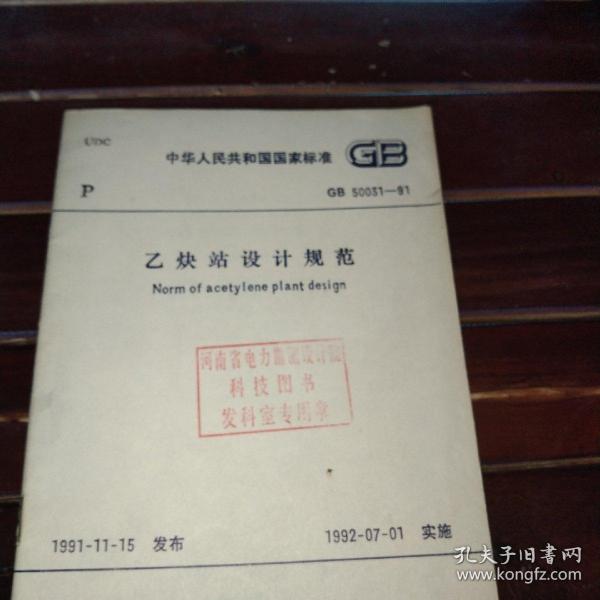 UDC
中华人民共和国国家标准 GB
P
GB 50031—91
乙炔站设计规范
Norm of acetylene plant design
河南省电力勘测设计院
科技图书
发科室专用章
1991-11-15 发布
1992-07-01 实施
孔夫子旧书网
www.kongfz.com